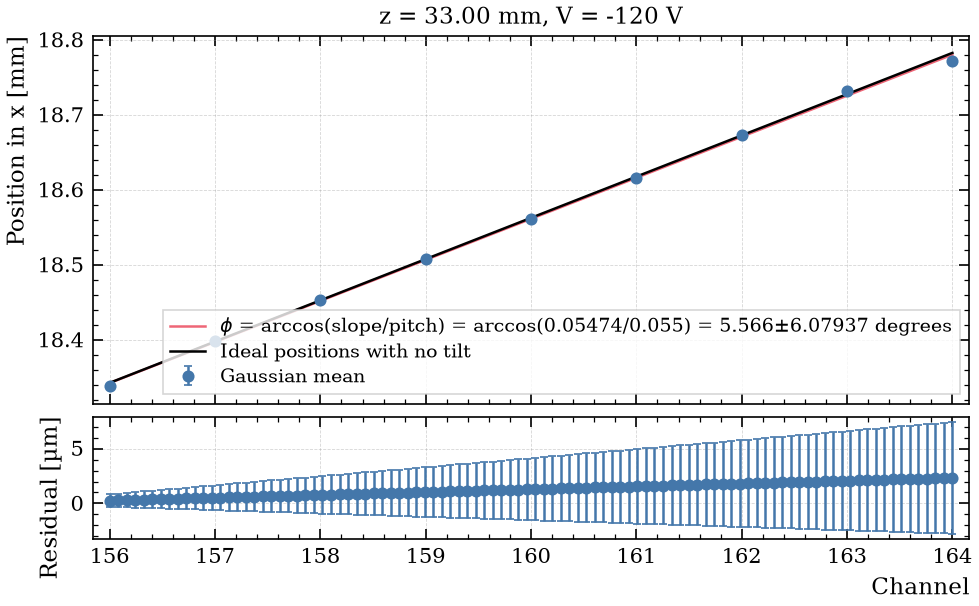 z = 33.00 mm, V = -120 V
Position in x [mm]
18.8
18.7
18.6
18.5
18.4
ϕ = arccos(slope/pitch) = arccos(0.05474/0.055) = 5.566±6.07937 degrees
Ideal positions with no tilt
Gaussian mean
Residual [µm]
5
0
156 157 158 159 160 161 162 163 164
Channel